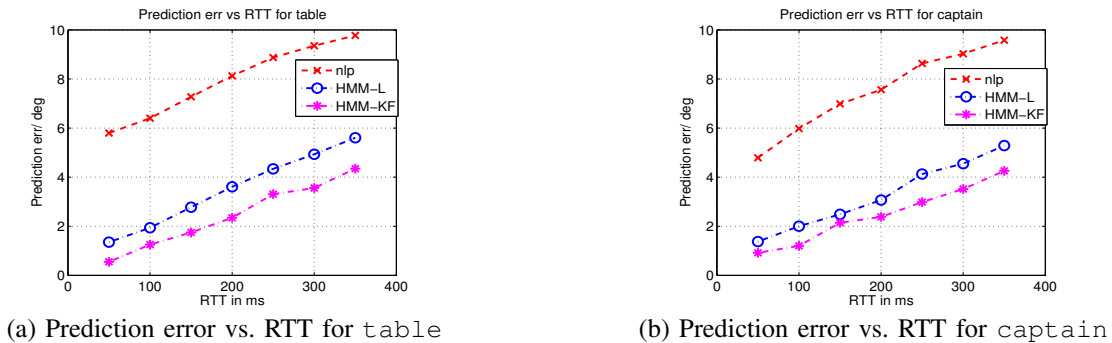 Prediction err vs RTT for table
Prediction err/ deg
10
8
6
4
2
0
0 100 200 300 400
RTT in ms
nlp
HMM-L
HMM-KF
(a) Prediction error vs. RTT for table
Prediction err vs RTT for captain
Prediction err/ deg
10
8
6
4
2
0
0 100 200 300 400
RTT in ms
nlp
HMM-L
HMM-KF
(b) Prediction error vs. RTT for captain